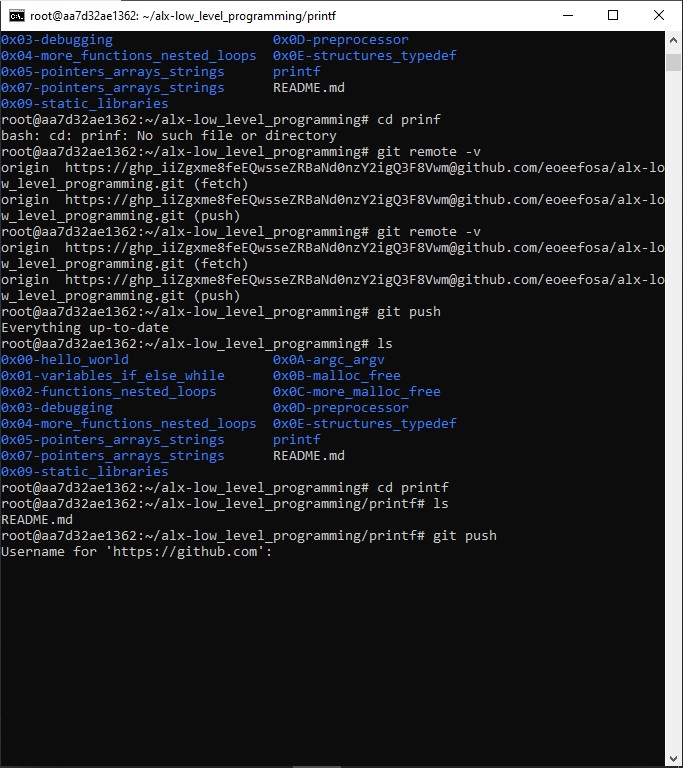 root@aa7d32ae1362: ~/alx-low_level_programming/printf
0x03-debugging 0x0D-preprocessor
0x04-more_functions_nested_loops 0x0E-structures_typedef
0x05-pointers_arrays_strings printf
0x07-pointers_arrays_strings README.md
0x09-static_libraries
root@aa7d32ae1362:~/alx-low_level_programming# cd prinf
bash: cd: prinf: No such file or directory
root@aa7d32ae1362:~/alx-low_level_programming# git remote -v
origin https://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@github.com/eoeefosa/alx-lo
w_level_programming.git (fetch)
origin https://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@github.com/eoeefosa/alx-lo
w_level_programming.git (push)
root@aa7d32ae1362:~/alx-low_level_programming# git remote -v
origin https://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@github.com/eoeefosa/alx-lo
w_level_programming.git (fetch)
origin https://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@github.com/eoeefosa/alx-lo
w_level_programming.git (push)
root@aa7d32ae1362:~/alx-low_level_programming# git push
Everything up-to-date
root@aa7d32ae1362:~/alx-low_level_programming# ls
0x00-hello_world 0x0A-argc_argv
0x01-variables_if_else_while 0x0B-malloc_free
0x02-functions_nested_loops 0x0C-more_malloc_free
0x03-debugging 0x0D-preprocessor
0x04-more_functions_nested_loops 0x0E-structures_typedef
0x05-pointers_arrays_strings printf
0x07-pointers_arrays_strings README.md
0x09-static_libraries
root@aa7d32ae1362:~/alx-low_level_programming# cd printf
root@aa7d32ae1362:~/alx-low_level_programming/printf# ls
README.md
root@aa7d32ae1362:~/alx-low_level_programming/printf# git push
Username for 'https://github.com':